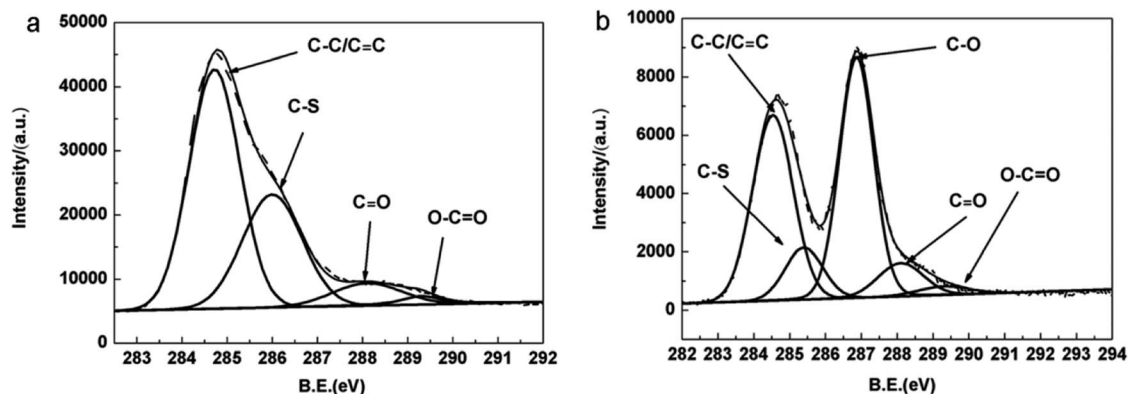 a
50000
40000
30000
20000
10000
0
Intensity/(a.u.)
C-C/C=C
C-S
C=O
O-C=O
283 284 285 286 287 288 289 290 291 292
B.E.(eV)
b
10000
8000
6000
4000
2000
0
Intensity/(a.u.)
C-C/C=C
C-O
C-S
C=O
O-C=O
282 283 284 285 286 287 288 289 290 291 292 293 294
B.E.(eV)